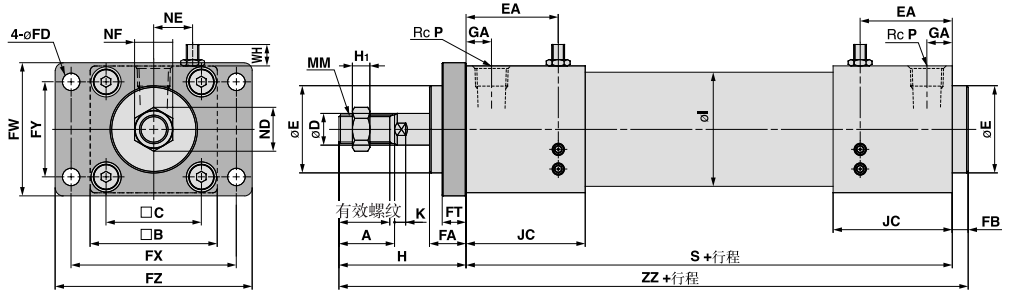 NE
4-øFD
NF
WH
FW
FY
ND
□C
□B
FX
FZ
EA
GA
Rc P
H1
MM
øE
øD
øI
有效螺纹
K
FT
A
FA
H
JC
S +行程
ZZ +行程
EA
Rc P
GA
øE
JC
FB